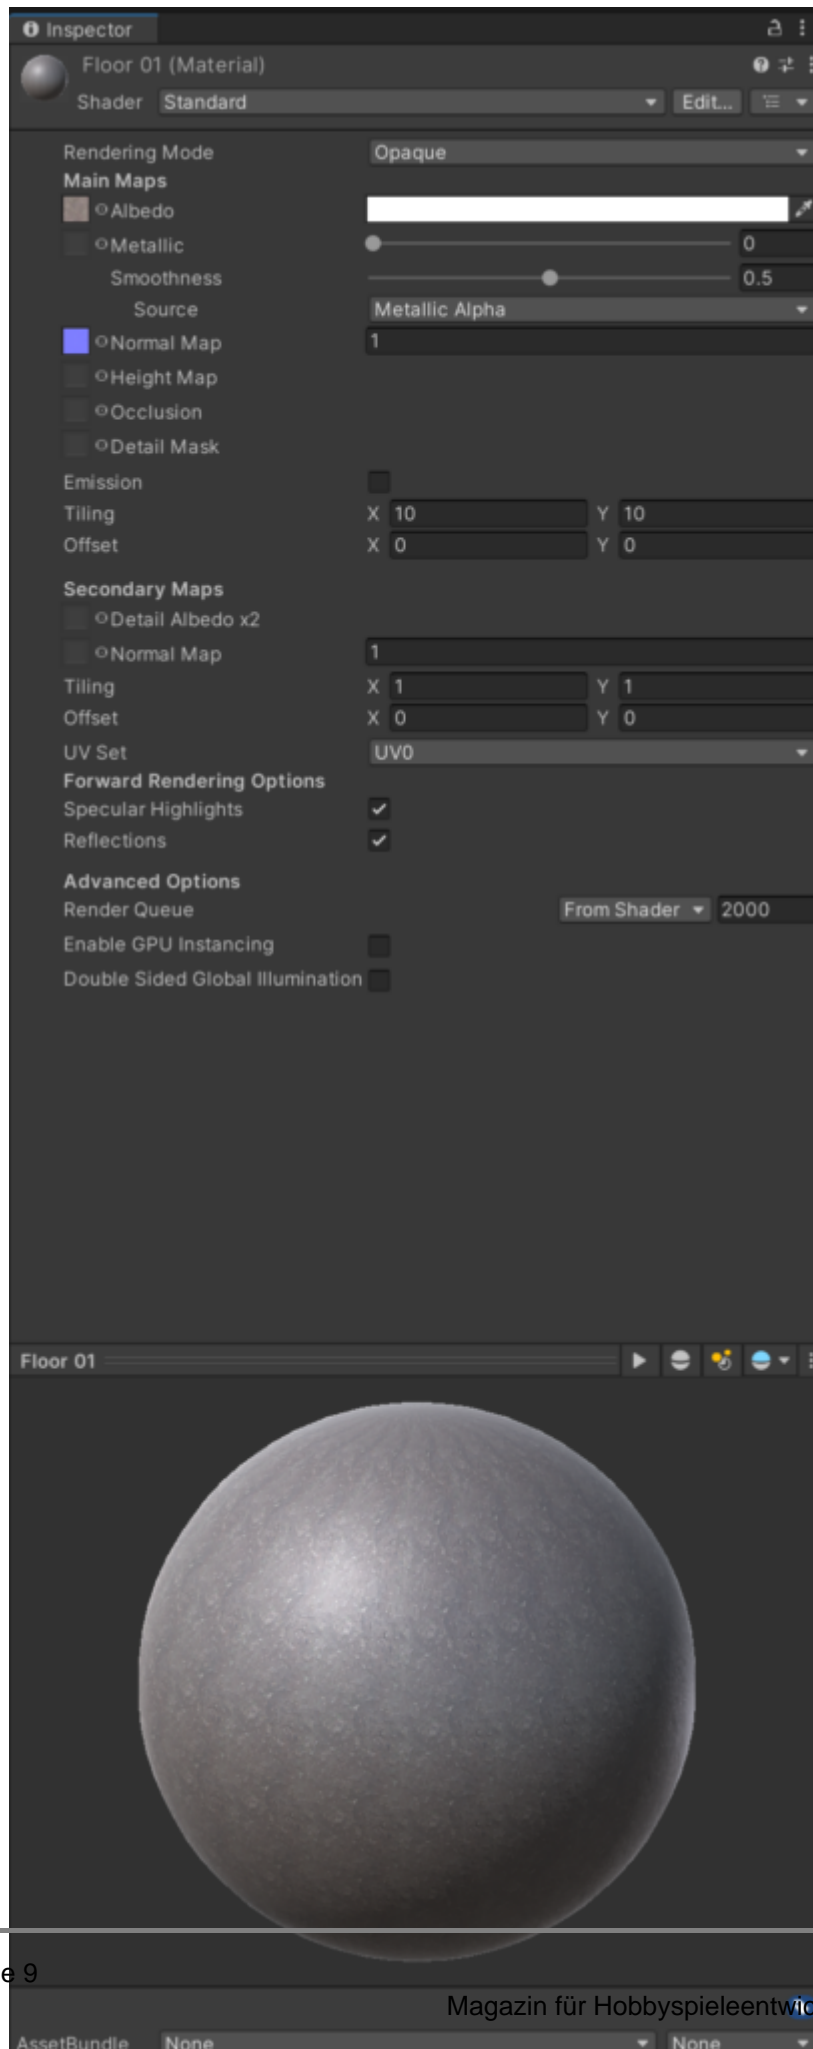 Inspector
Floor 01 (Material)
Shader Standard Edit...
Rendering Mode Opaque
Main Maps
Albedo
Metallic 0
Smoothness 0.5
Source Metallic Alpha
Normal Map 1
Height Map
Occlusion
Detail Mask
Emission
Tiling X 10 Y 10
Offset X 0 Y 0
Secondary Maps
Detail Albedo x2
Normal Map 1
Tiling X 1 Y 1
Offset X 0 Y 0
UV Set UV0
Forward Rendering Options
Specular Highlights
Reflections
Advanced Options
Render Queue From Shader 2000
Enable GPU Instancing
Double Sided Global Illumination
Floor 01
e 9
Magazin für Hobbyspieleentwic
AssetBundle None None